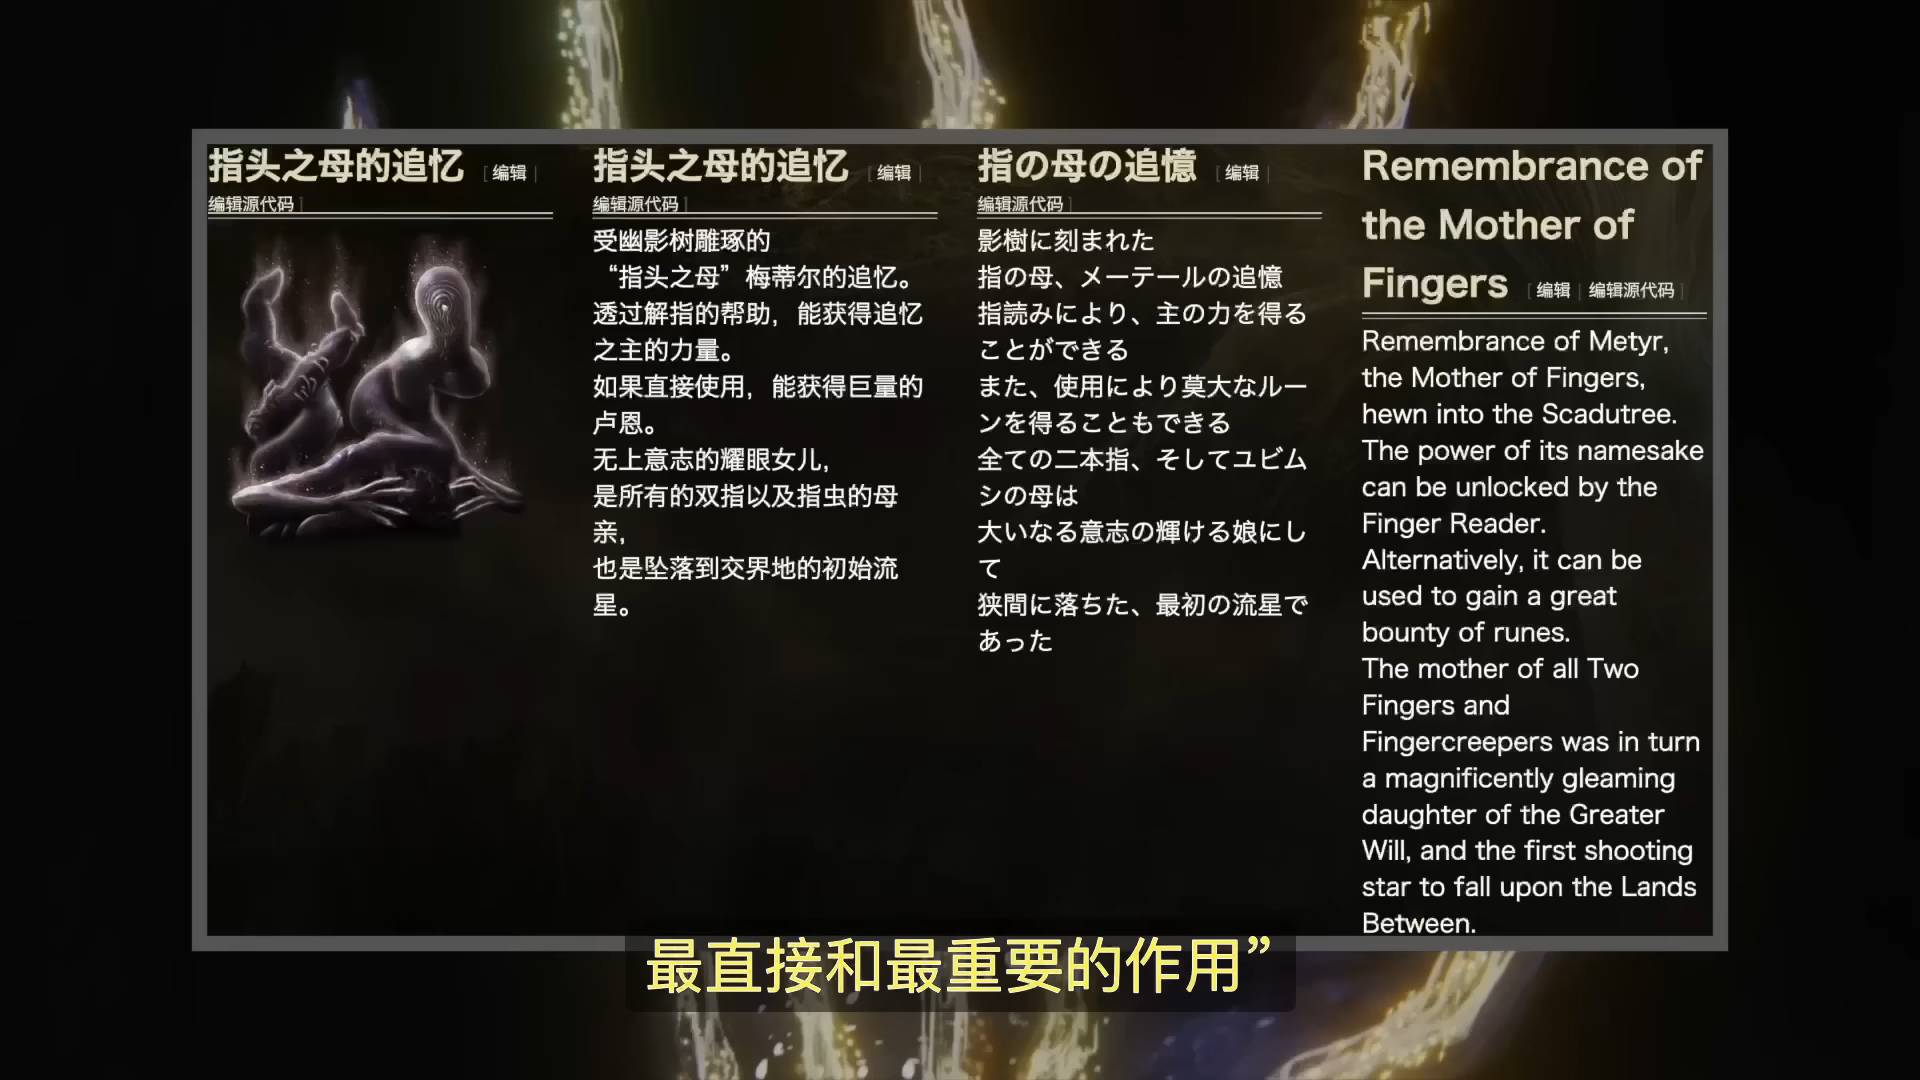 指头之母的追忆 [ 编辑 |
编辑源代码 ]
指头之母的追忆 [ 编辑 |
编辑源代码 ]
受幽影树雕琢的
“指头之母”梅蒂尔的追忆。
透过解指的帮助，能获得追忆
之主的力量。
如果直接使用，能获得巨量的
卢恩。
无上意志的耀眼女儿，
是所有的双指以及指虫的母
亲，
也是坠落到交界地的初始流
星。
指の母の追憶 [ 编辑 |
编辑源代码 ]
影樹に刻まれた
指の母、メーテールの追憶
指読みにより、主の力を得る
ことができる
また、使用により莫大なルー
ンを得ることもできる
全ての二本指、そしてユビム
シの母は
大いなる意志の輝ける娘にし
て
狭間に落ちた、最初の流星で
あった
Remembrance of
the Mother of
Fingers [ 编辑 | 编辑源代码 ]
Remembrance of Metyr,
the Mother of Fingers,
hewn into the Scadutree.
The power of its namesake
can be unlocked by the
Finger Reader.
Alternatively, it can be
used to gain a great
bounty of runes.
The mother of all Two
Fingers and
Fingercreepers was in turn
a magnificently gleaming
daughter of the Greater
Will, and the first shooting
star to fall upon the Lands
Between.
最直接和最重要的作用”